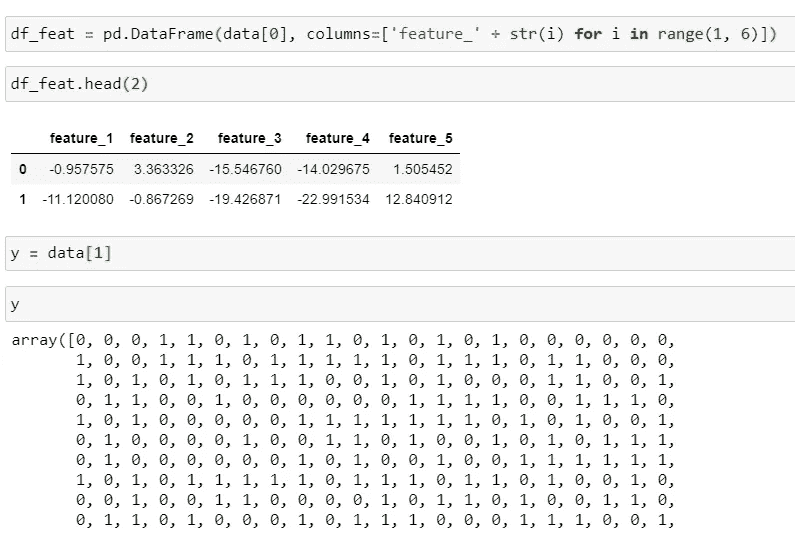 df_feat = pd.DataFrame(data[0], columns=['feature_' + str(i) for i in range(1, 6)])
df_feat.head(2)
feature_1 feature_2 feature_3 feature_4 feature_5
0 -0.957575 3.363326 -15.546760 -14.029675 1.505452
1 -11.120080 -0.867269 -19.426871 -22.991534 12.840912
y = data[1]
y
array([0, 0, 0, 1, 1, 0, 1, 0, 1, 1, 0, 1, 0, 1, 0, 1, 0, 0, 0, 0, 0, 0,
1, 0, 0, 1, 1, 1, 0, 1, 1, 1, 1, 1, 0, 1, 1, 1, 0, 1, 1, 0, 0, 0,
1, 0, 1, 0, 1, 0, 1, 1, 1, 0, 0, 1, 0, 1, 0, 0, 0, 1, 0, 0, 1,
0, 1, 1, 0, 0, 1, 0, 0, 0, 0, 0, 0, 1, 1, 1, 1, 0, 0, 1, 1, 1, 0,
1, 0, 1, 0, 0, 0, 0, 0, 1, 1, 1, 1, 1, 1, 1, 0, 1, 0, 1, 0, 0, 1,
0, 1, 0, 0, 0, 0, 1, 0, 0, 1, 1, 0, 1, 0, 0, 1, 0, 1, 0, 1, 1, 1,
0, 1, 0, 0, 0, 0, 0, 0, 1, 0, 1, 0, 0, 1, 0, 0, 1, 1, 1, 1, 1, 1,
1, 0, 1, 0, 1, 1, 1, 1, 1, 0, 1, 1, 1, 1, 0, 1, 1, 0, 1, 0, 0, 1, 0,
0, 0, 1, 0, 0, 1, 1, 0, 0, 0, 0, 1, 0, 1, 1, 0, 1, 0, 0, 1, 1, 0,
0, 1, 1, 0, 1, 0, 0, 0, 1, 0, 1, 1, 1, 0, 0, 0, 1, 1, 1, 0, 0, 1,